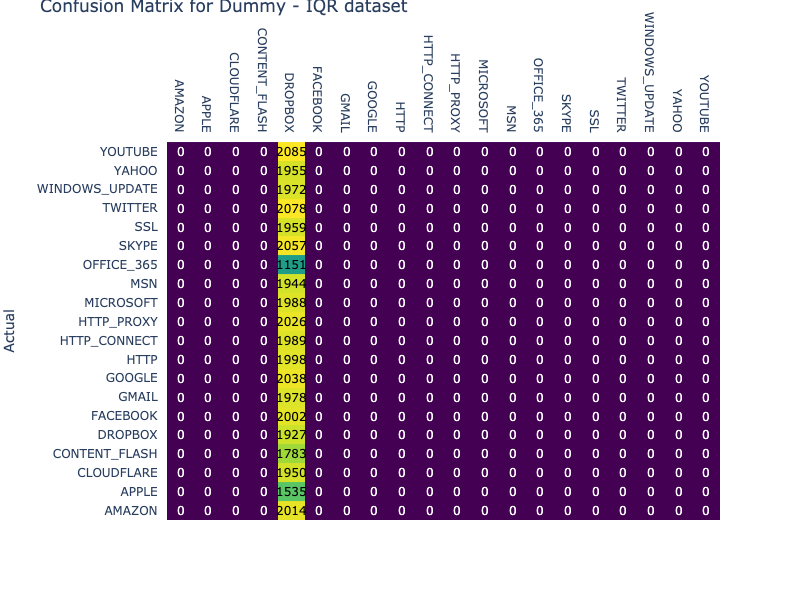 Confusion Matrix for Dummy - IQR dataset
AMAZON APPLE CLOUDFLARE CONTENT_FLASH DROPBOX FACEBOOK GMAIL GOOGLE HTTP HTTP_CONNECT HTTP_PROXY MICROSOFT MSN OFFICE_365 SKYPE SSL TWITTER WINDOWS_UPDATE YAHOO YOUTUBE
YOUTUBE 0 0 0 0 2085 0 0 0 0 0 0 0 0 0 0 0 0 0 0 0
YAHOO 0 0 0 0 1955 0 0 0 0 0 0 0 0 0 0 0 0 0 0 0
WINDOWS_UPDATE 0 0 0 0 1972 0 0 0 0 0 0 0 0 0 0 0 0 0 0 0
TWITTER 0 0 0 0 2078 0 0 0 0 0 0 0 0 0 0 0 0 0 0 0
SSL 0 0 0 0 1959 0 0 0 0 0 0 0 0 0 0 0 0 0 0 0
SKYPE 0 0 0 0 2057 0 0 0 0 0 0 0 0 0 0 0 0 0 0 0
OFFICE_365 0 0 0 0 1151 0 0 0 0 0 0 0 0 0 0 0 0 0 0 0
MSN 0 0 0 0 1944 0 0 0 0 0 0 0 0 0 0 0 0 0 0 0
MICROSOFT 0 0 0 0 1988 0 0 0 0 0 0 0 0 0 0 0 0 0 0 0
HTTP_PROXY 0 0 0 0 2026 0 0 0 0 0 0 0 0 0 0 0 0 0 0 0
Actual
HTTP_CONNECT 0 0 0 0 1989 0 0 0 0 0 0 0 0 0 0 0 0 0 0 0
HTTP 0 0 0 0 1998 0 0 0 0 0 0 0 0 0 0 0 0 0 0 0
GOOGLE 0 0 0 0 2038 0 0 0 0 0 0 0 0 0 0 0 0 0 0 0
GMAIL 0 0 0 0 1978 0 0 0 0 0 0 0 0 0 0 0 0 0 0 0
FACEBOOK 0 0 0 0 2002 0 0 0 0 0 0 0 0 0 0 0 0 0 0 0
DROPBOX 0 0 0 0 1927 0 0 0 0 0 0 0 0 0 0 0 0 0 0 0
CONTENT_FLASH 0 0 0 0 1783 0 0 0 0 0 0 0 0 0 0 0 0 0 0 0
CLOUDFLARE 0 0 0 0 1950 0 0 0 0 0 0 0 0 0 0 0 0 0 0 0
APPLE 0 0 0 0 1535 0 0 0 0 0 0 0 0 0 0 0 0 0 0 0
AMAZON 0 0 0 0 2014 0 0 0 0 0 0 0 0 0 0 0 0 0 0 0